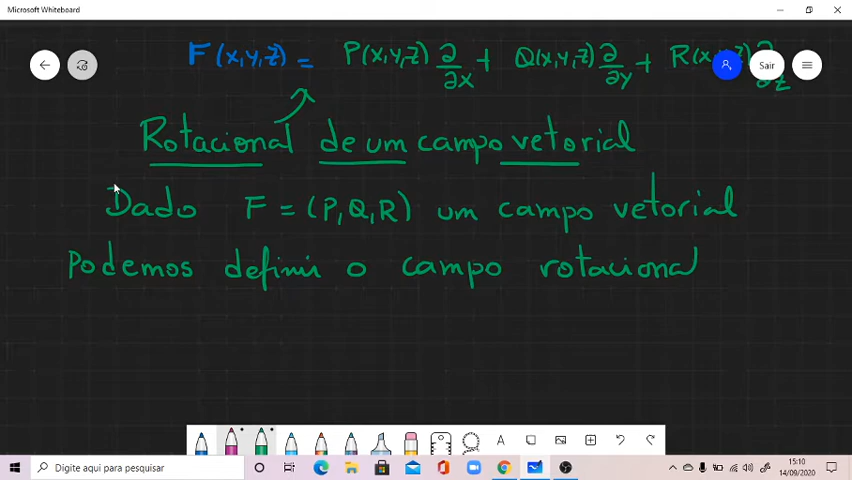 Microsoft Whiteboard
F(x,y,z) = P(x,y,z) ∂/∂x + Q(x,y,z) ∂/∂y + R(x,y,z) ∂/∂z
Sair
Rotacional de um campo vetorial
Dado F = (P,Q,R) um campo vetorial
Podemos definir o campo rotacional
Digite aqui para pesquisar
15:10
14/09/2020